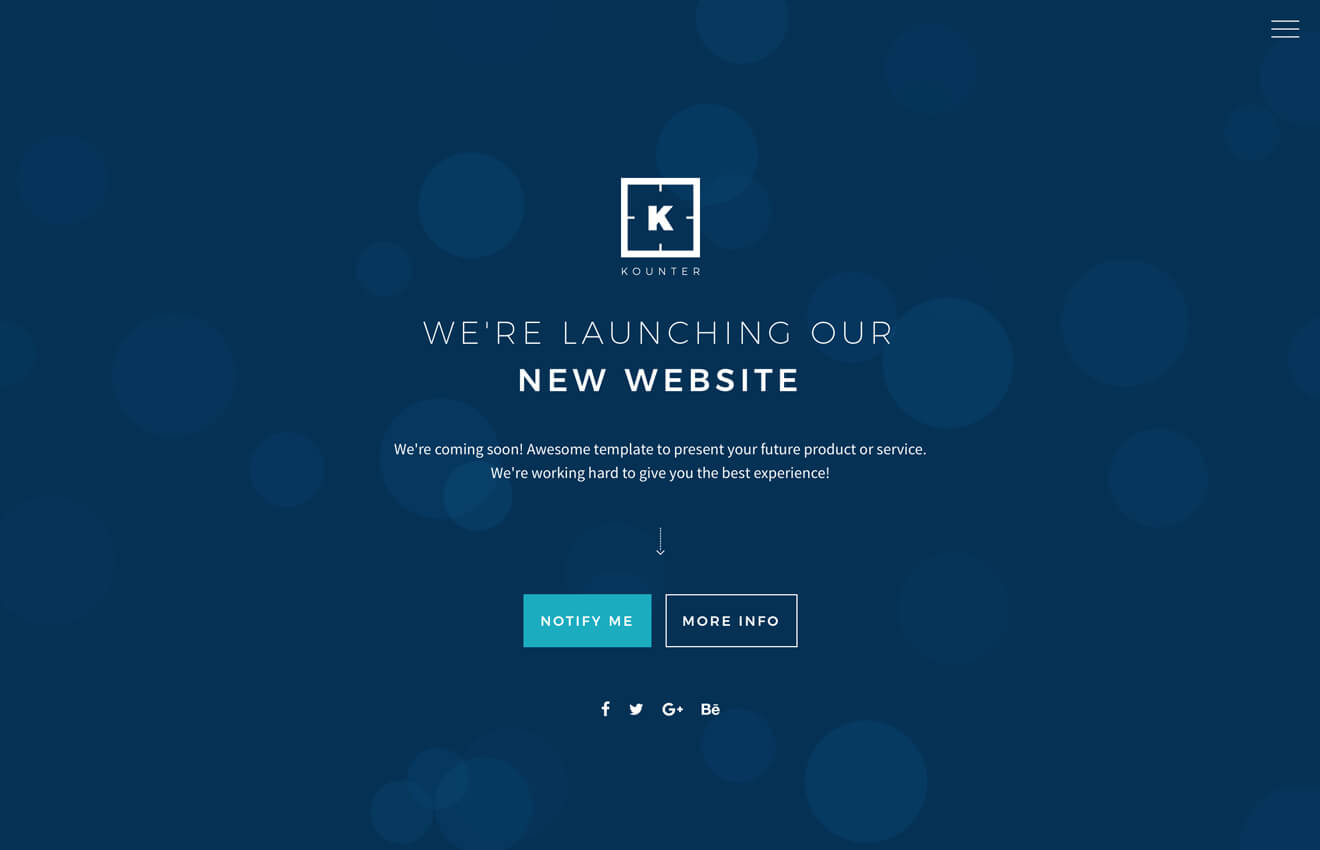 K
KOUNTER
WE'RE LAUNCHING OUR
NEW WEBSITE
We're coming soon! Awesome template to present your future product or service.
We're working hard to give you the best experience!
NOTIFY ME MORE INFO
f G+ Bē